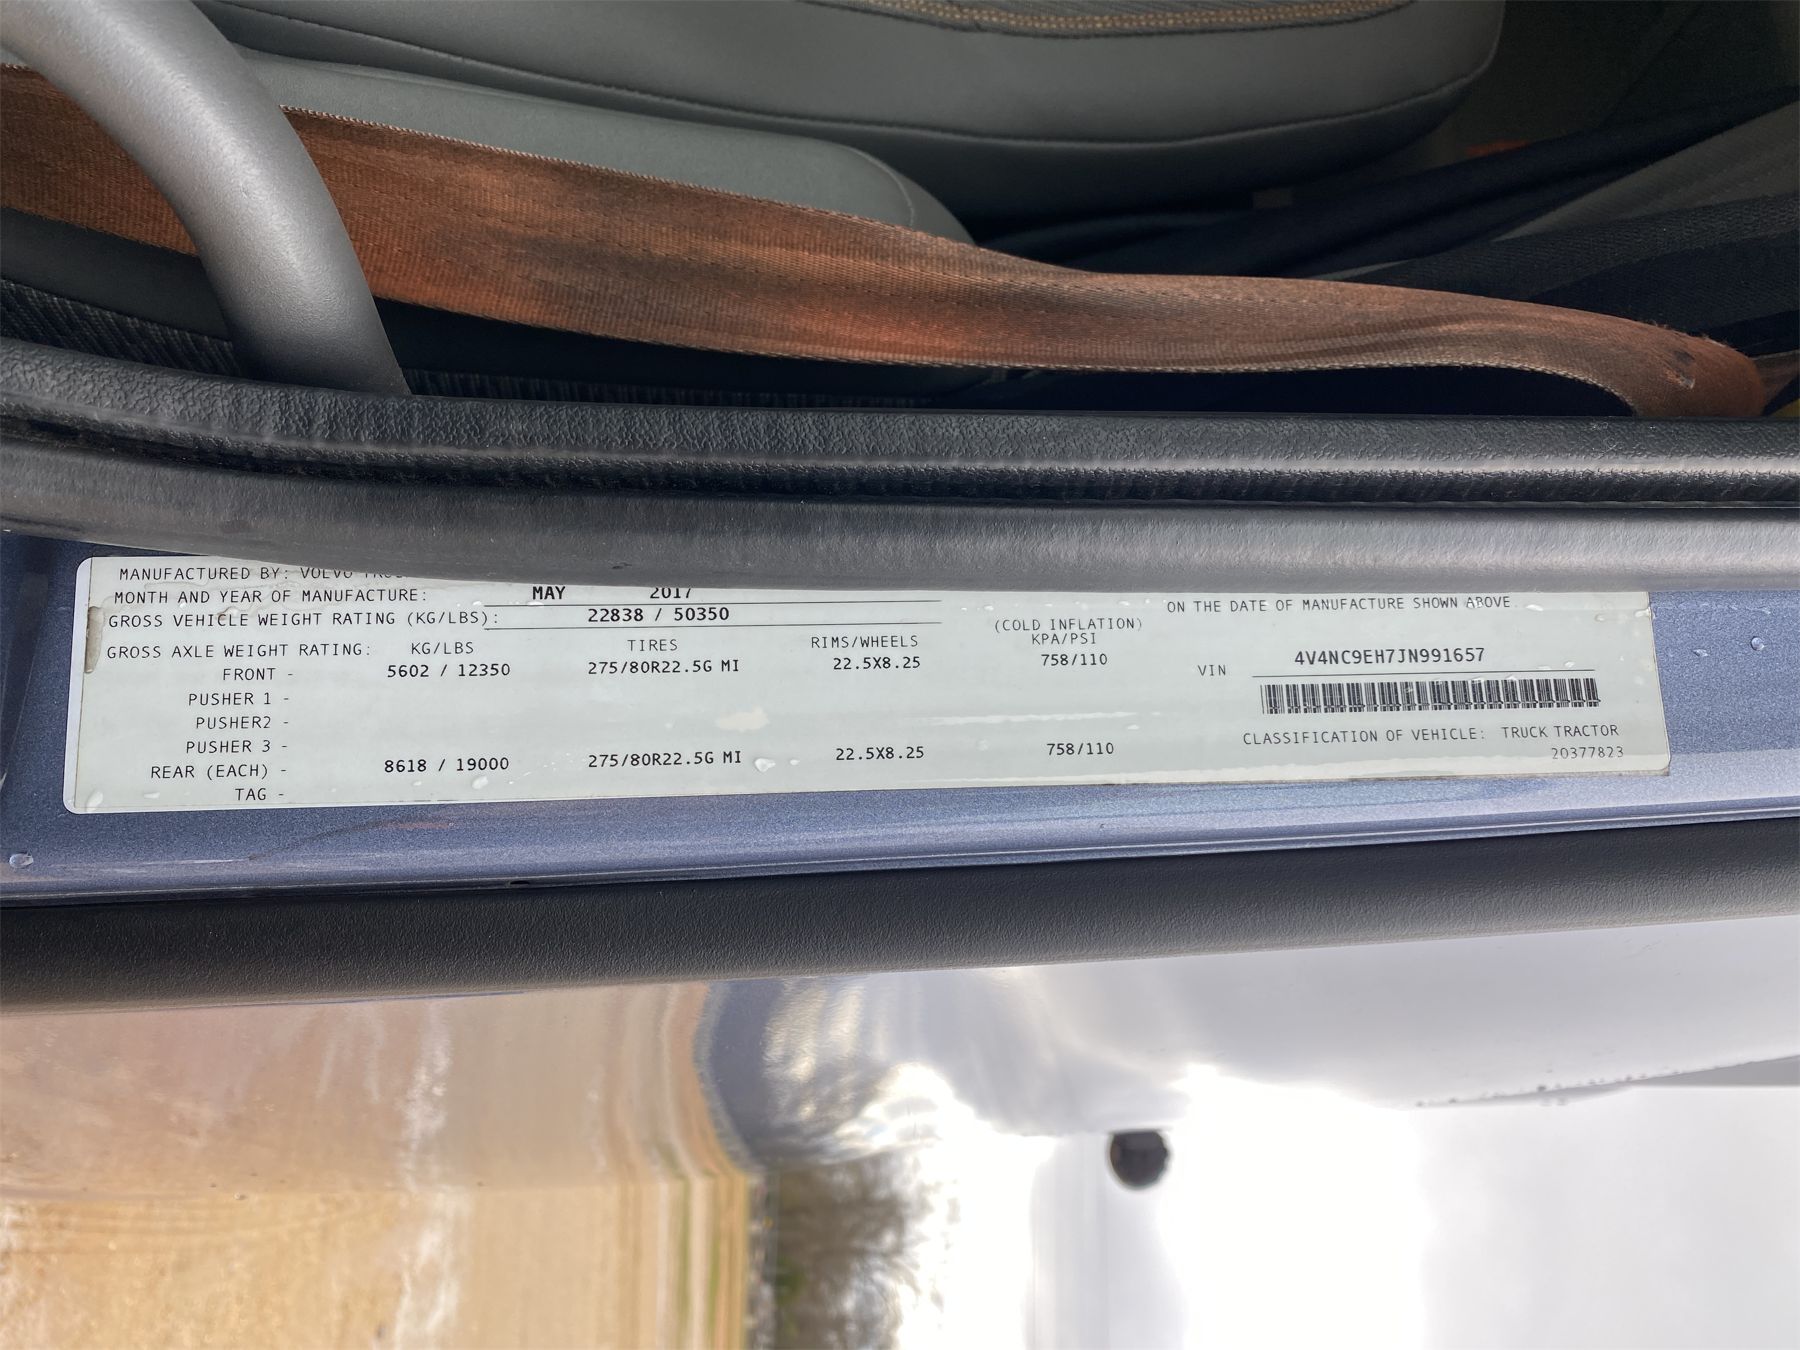 MANUFACTURED BY: VOLVO
MONTH AND YEAR OF MANUFACTURE: MAY 2017
GROSS VEHICLE WEIGHT RATING (KG/LBS): 22838 / 50350
ON THE DATE OF MANUFACTURE SHOWN ABOVE.
GROSS AXLE WEIGHT RATING: KG/LBS TIRES RIMS/WHEELS (COLD INFLATION) KPA/PSI
FRONT - 5602 / 12350 275/80R22.5G MI 22.5X8.25 758/110
PUSHER 1 -
PUSHER2 -
PUSHER 3 -
REAR (EACH) - 8618 / 19000 275/80R22.5G MI 22.5X8.25 758/110
TAG -
VIN 4V4NC9EH7JN991657
CLASSIFICATION OF VEHICLE: TRUCK TRACTOR
20377823